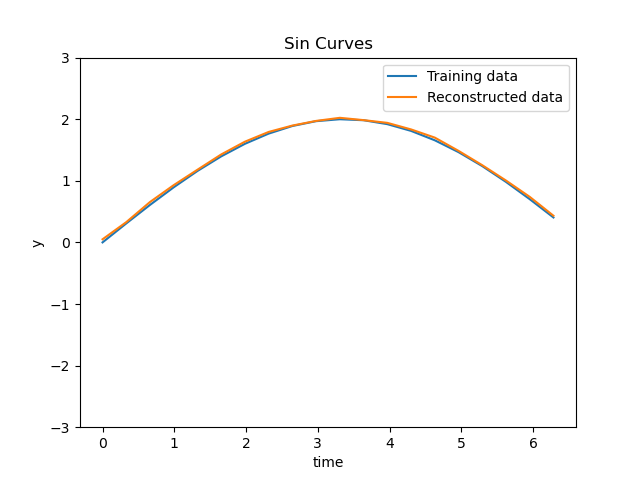 Sin Curves
Training data
Reconstructed data
3
2
1
0
−1
−2
−3
y
0 1 2 3 4 5 6
time